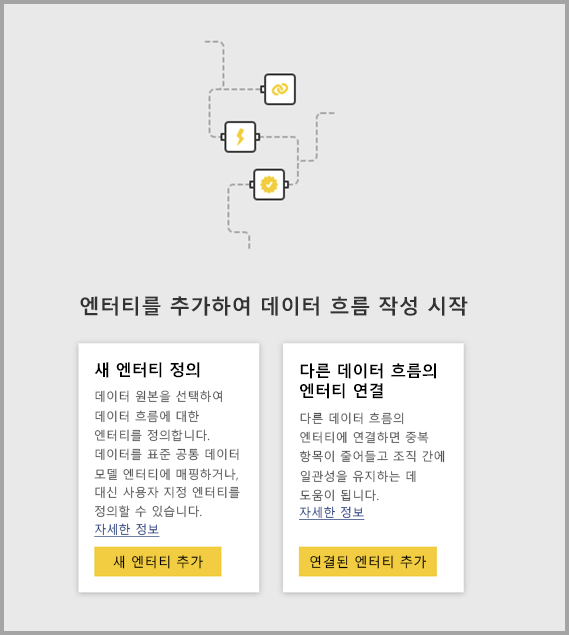 엔터티를 추가하여 데이터 흐름 작성 시작
새 엔터티 정의
데이터 원본을 선택하여
데이터 흐름에 대한
엔터티를 정의합니다.
데이터를 표준 공통 데이터
모델 엔터티에 매핑하거나,
대신 사용자 지정 엔터티를
정의할 수 있습니다.
자세한 정보
새 엔터티 추가
다른 데이터 흐름의
엔터티 연결
다른 데이터 흐름의
엔터티에 연결하면 중복
항목이 줄어들고 조직 간에
일관성을 유지하는 데
도움이 됩니다.
자세한 정보
연결된 엔터티 추가